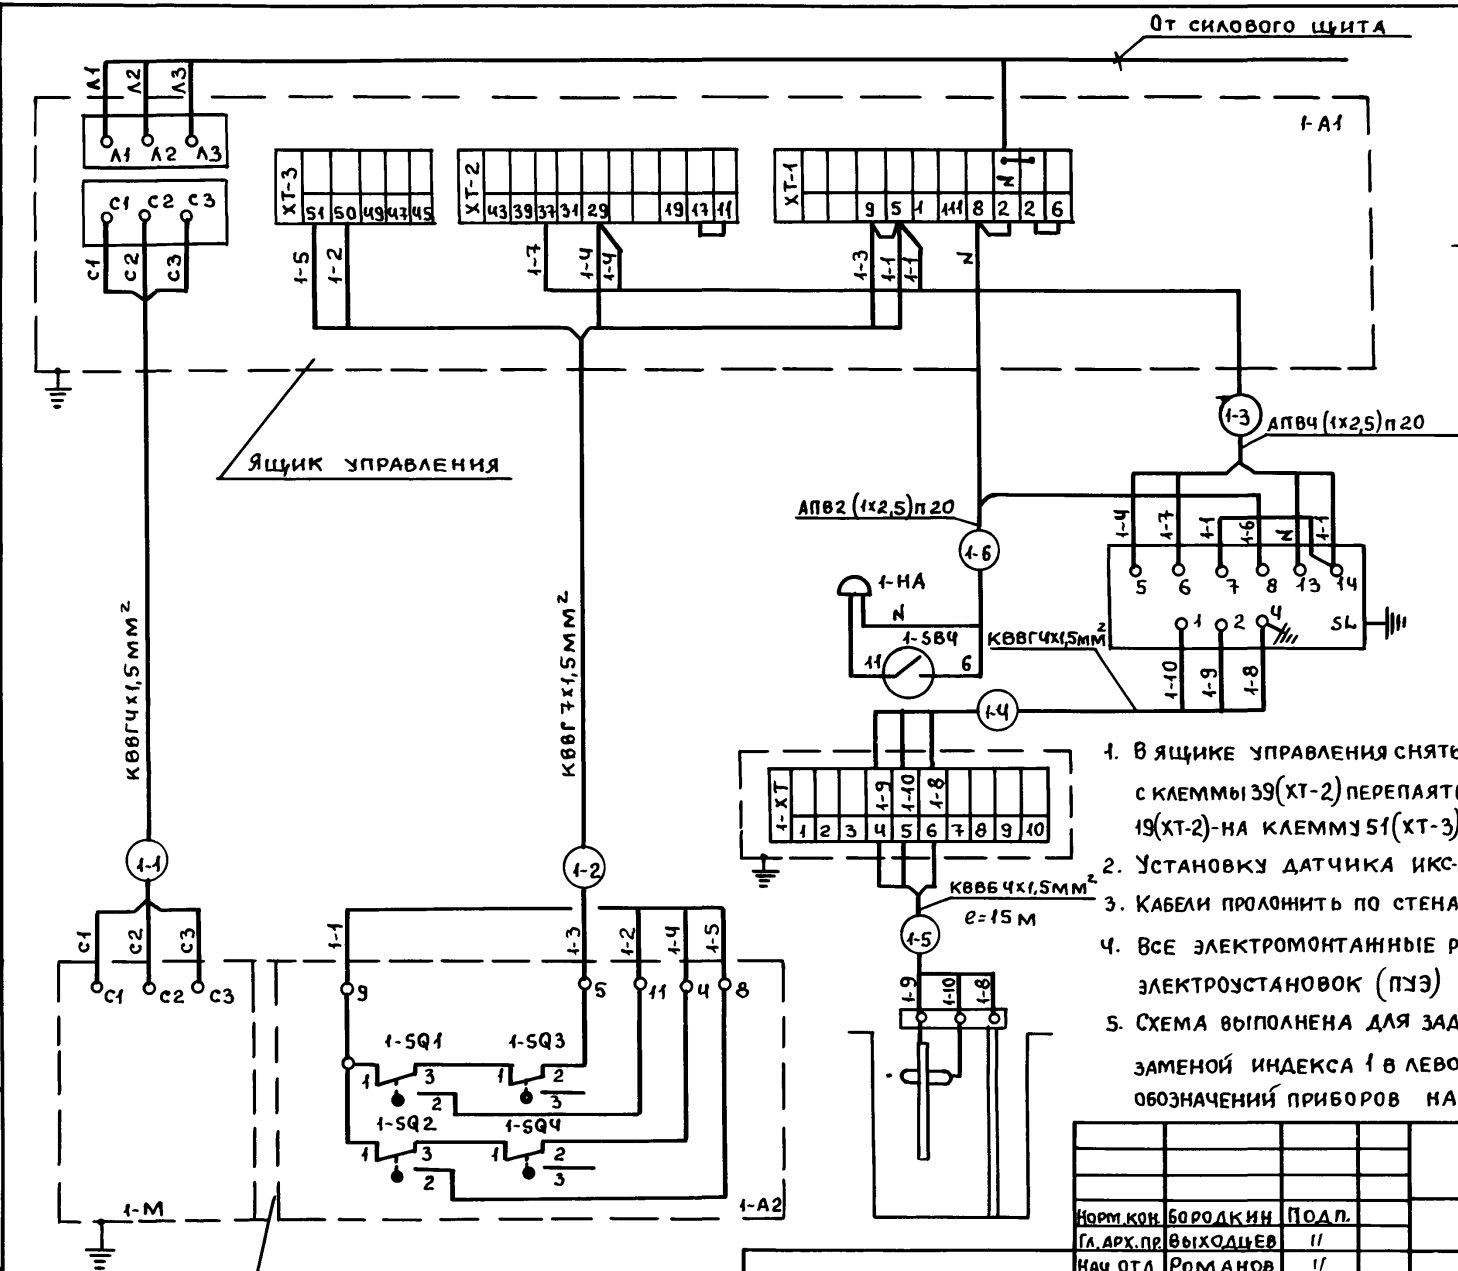 От силового щита
Л1 Л2 Л3
1-А1
Л1 Л2 Л3
С1 С2 С3
ХТ-3
51 50 49 47 45
ХТ-2
43 39 37 31 29 19 17 11
ХТ-1
N
9 5 1 111 8 2 2 6
С1 С2 С3
1-5 1-2
1-7 1-4 1-4
1-3 1-1 1-1 N
Ящик управления
1-3
АПВ4(1х2,5)п20
АПВ2(1х2,5)п20
1-6
1-4 1-7 1-1 1-6 N 1-1
5 6 7 8 13 14
1 2 4
SL
1-НА
N
1-SВ4
11 6
КВВГ4х1,5мм²
1-10 1-9 1-8
1-4
КВВГ4х1,5мм²
КВВГ7х1,5мм²
1-ХТ
1-9 1-10 1-8
1 2 3 4 5 6 7 8 9 10
1. В ящике управления снять
с клеммы 39(ХТ-2) перепаять
19(ХТ-2)-на клемму 51(ХТ-3)
2. Установку датчика ИКС-
3. Кабели проложить по стена
4. Все электромонтажные р
электроустановок (ПУЭ)
5. Схема выполнена для зад
заменой индекса 1 в лево
обозначений приборов на
1-1
1-2
КВВБ4х1,5мм²
е=15м
1-5
1-9 1-10 1-8
С1 С2 С3
С1 С2 С3
1-М
1-1 1-3 1-2 1-4 1-5
9 5 11 4 8
1-SQ1 1-SQ3
1 3 2 1 2 3
1-SQ2 1-SQ4
1 3 2 1 2 3
1-А2
Норм.кон. Бородкин Подп.
Гл.арх.пр. Выходцев "
Нач.отд. Романов "